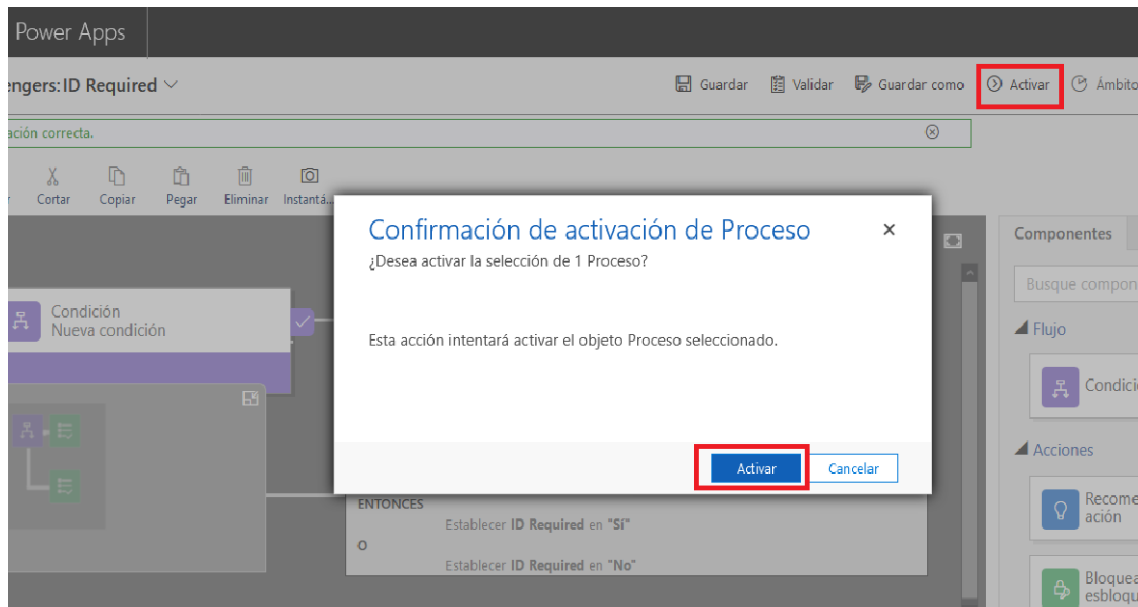 Power Apps
engers: ID Required
Guardar
Validar
Guardar como
Activar
Ámbito
ación correcta.
Cortar
Copiar
Pegar
Eliminar
Instantá...
Confirmación de activación de Proceso
¿Desea activar la selección de 1 Proceso?
Esta acción intentará activar el objeto Proceso seleccionado.
Activar
Cancelar
Condición
Nueva condición
ENTONCES
Establecer ID Required en "Sí"
O
Establecer ID Required en "No"
Componentes
Busque compon
Flujo
Condici
Acciones
Recome
ación
Bloquea
esbloqu